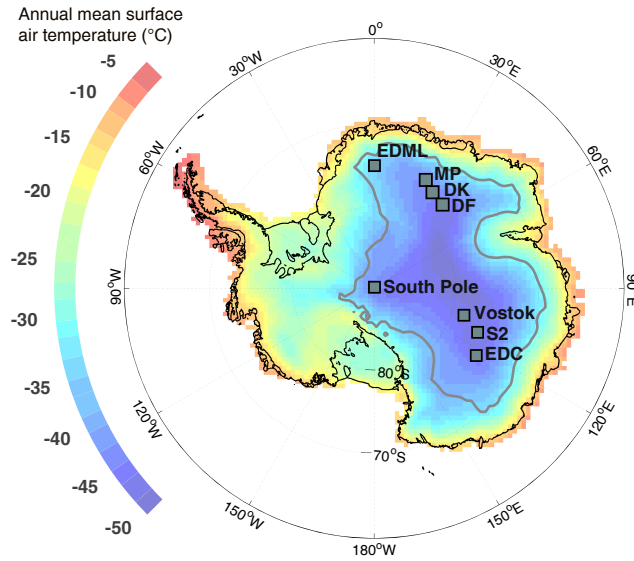 Annual mean surface
air temperature (°C)
-5
-10
-15
-20
-25
-30
-35
-40
-45
-50
0°
30°E
60°E
90°E
120°E
150°E
180°W
150°W
120°W
90°W
60°W
30°W
EDML
MP
DK
DF
South Pole
Vostok
S2
EDC
80°S
70°S